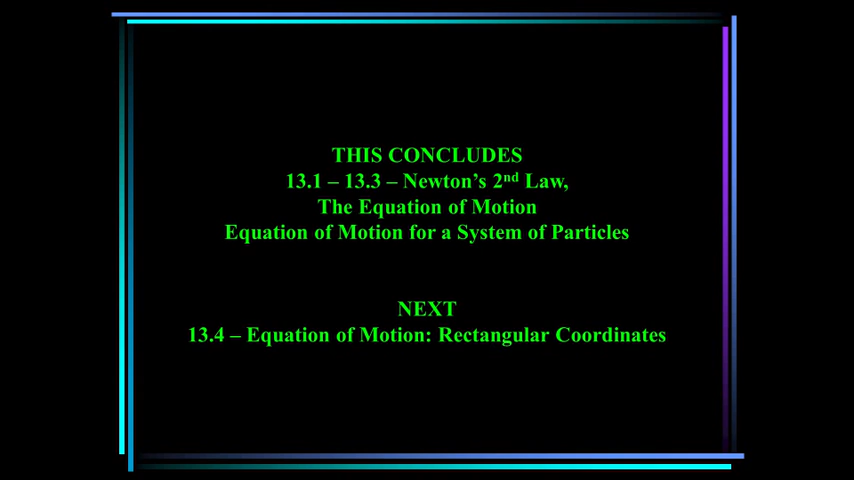 THIS CONCLUDES
13.1 – 13.3 – Newton’s 2nd Law,
The Equation of Motion
Equation of Motion for a System of Particles
NEXT
13.4 – Equation of Motion: Rectangular Coordinates